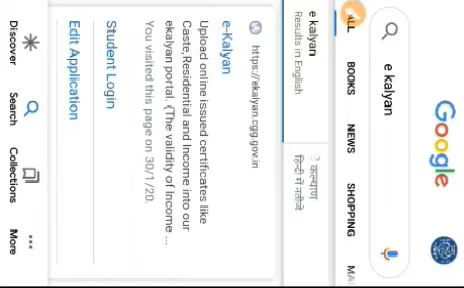 Google
e kalyan
ALL BOOKS NEWS SHOPPING MA
e kalyan
Results in English
े कल्याण
हिन्दी में नतीजे
https://ekalyan.cgg.gov.in
e-Kalyan
Upload online issued certificates like
Caste,Residential and Income into our
ekalyan portal. (The validity of Income ...
You visited this page on 30/1/20.
Student Login
Edit Application
Discover Search Collections More